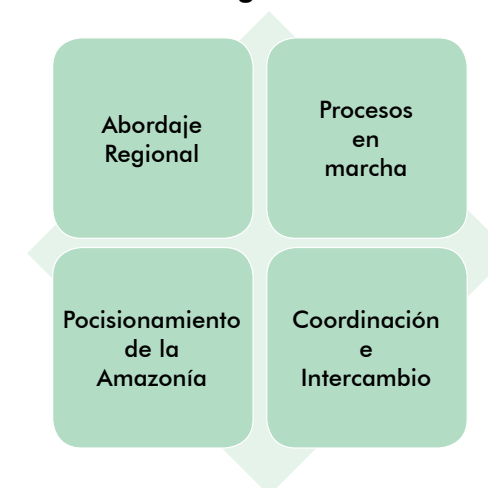 Abordaje
Regional
Procesos
en
marcha
Pocisionamiento
de la
Amazonía
Coordinación
e
Intercambio